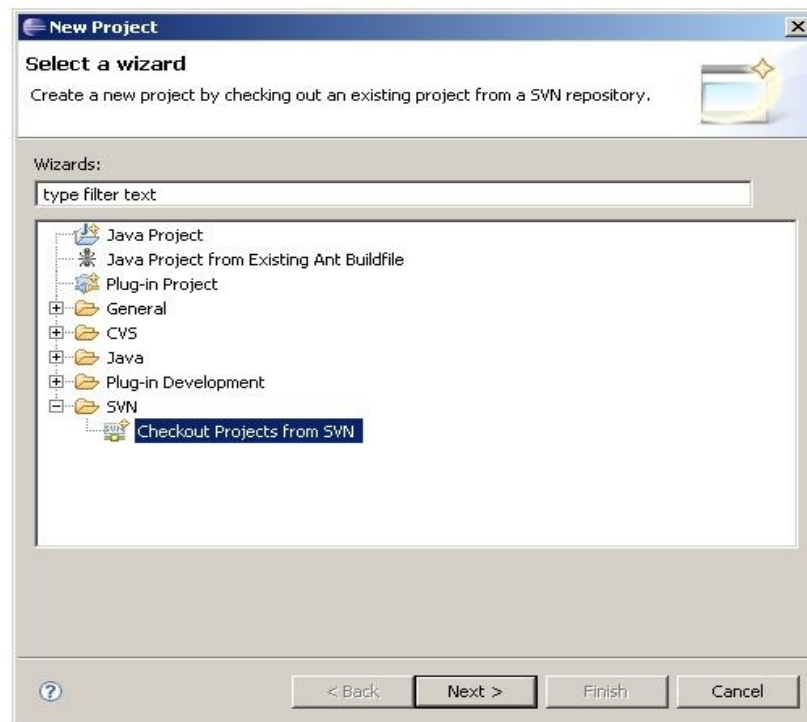 New Project
Select a wizard
Create a new project by checking out an existing project from a SVN repository.
Wizards:
type filter text
Java Project
Java Project from Existing Ant Buildfile
Plug-in Project
General
CVS
Java
Plug-in Development
SVN
Checkout Projects from SVN
< Back Next > Finish Cancel